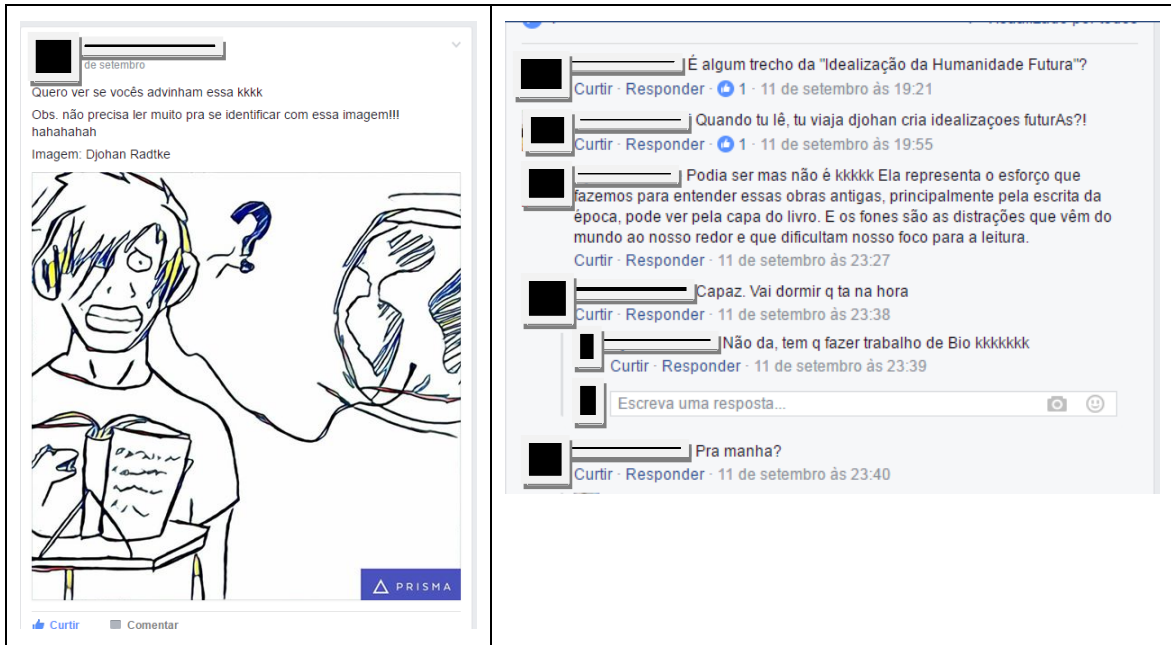 de setembro
Quero ver se vocês advinham essa kkkk
Obs. não precisa ler muito pra se identificar com essa imagem!!!
hahahahah
Imagem: Djohan Radtke
PRISMA
Curtir Comentar
É algum trecho da "Idealização da Humanidade Futura"?
Curtir · Responder · 1 · 11 de setembro às 19:21
Quando tu lê, tu viaja djohan cria idealizaçoes futurAs?!
Curtir · Responder · 1 · 11 de setembro às 19:55
Podia ser mas não é kkkkk Ela representa o esforço que
fazemos para entender essas obras antigas, principalmente pela escrita da
época, pode ver pela capa do livro. E os fones são as distrações que vêm do
mundo ao nosso redor e que dificultam nosso foco para a leitura.
Curtir · Responder · 11 de setembro às 23:27
Capaz. Vai dormir q ta na hora
Curtir · Responder · 11 de setembro às 23:38
Não da, tem q fazer trabalho de Bio kkkkkkk
Curtir · Responder · 11 de setembro às 23:39
Escreva uma resposta...
Pra manha?
Curtir · Responder · 11 de setembro às 23:40